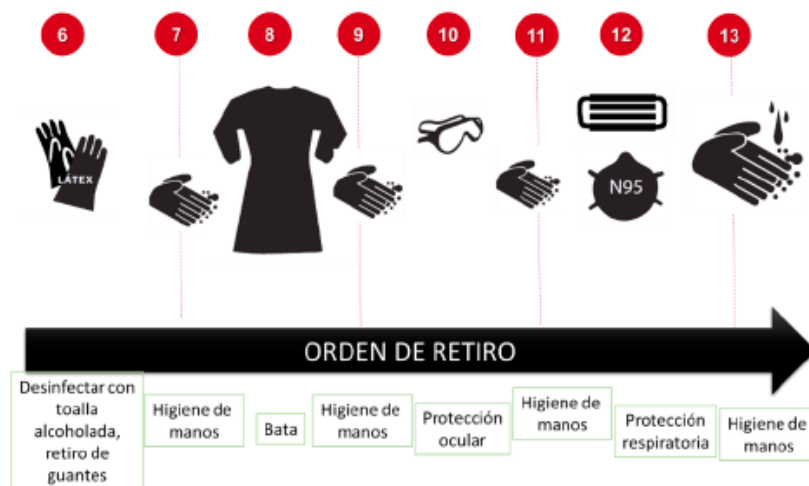 6 7 8 9 10 11 12 13
LÁTEX
N95
ORDEN DE RETIRO
Desinfectar con
toalla
alcoholada,
retiro de
guantes
Higiene de
manos
Bata
Higiene de
manos
Protección
ocular
Higiene de
manos
Protección
respiratoria
Higiene de
manos